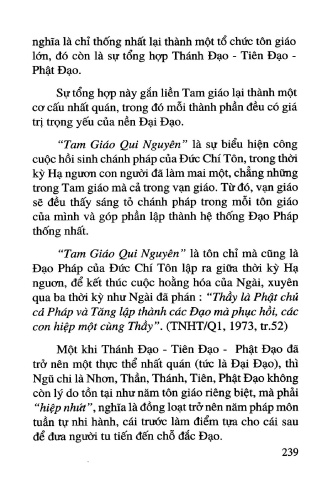 nghĩa là chỉ thống nhất lại thành một tổ chức tôn giáo
lớn, đó còn là sự tổng hợp Thánh Đạo - Tiên Đạo -
Phật Đạo.
Sự tổng hợp này gắn liền Tam giáo lại thành một
cơ cấu nhất quán, trong đó mỗi thành phần đều có giá
trị trọng yếu của nền Đại Đạo.
“Tam Giáo Qui Nguyên” là sự biểu hiện công
cuộc hồi sinh chánh pháp của Đức Chí Tôn, trong thời
kỳ Hạ ngươn con người đã làm mai một, chẳng những
trong Tam giáo mà cả trong vạn giáo. Từ đó, vạn giáo
sẽ đều thấy sáng tỏ chánh pháp trong mỗi tôn giáo
của mình và góp phần lập thành hệ thống Đạo Pháp
thống nhất.
“Tam Giáo Qui Nguyên” là tôn chỉ mà cũng là
Đạo Pháp của Đức Chí Tôn lập ra giữa thời kỳ Hạ
nguơn, để kết thúc cuộc hoằng hóa của Ngài, xuyên
qua ba thời kỳ như Ngài đã phán : “Thầy là Phật chủ
cả Pháp và Tăng lập thành các Đạo mà phục hồi, các
con hiệp một cùng Thầy”. (TNHT/Q1, 1973, tr.52)
Một khi Thánh Đạo - Tiên Đạo - Phật Đạo đã
trở nên một thực thể nhất quán (tức là Đại Đạo), thì
Ngũ chi là Nhơn, Thần, Thánh, Tiên, Phật Đạo không
còn lý do tồn tại như năm tôn giáo riêng biệt, mà phải
“hiệp nhứt”, nghĩa là đồng loạt trở nên năm pháp môn
tuần tự nhi hành, cái trước làm điểm tựa cho cái sau
để đưa người tu tiến đến chỗ đắc Đạo.
239